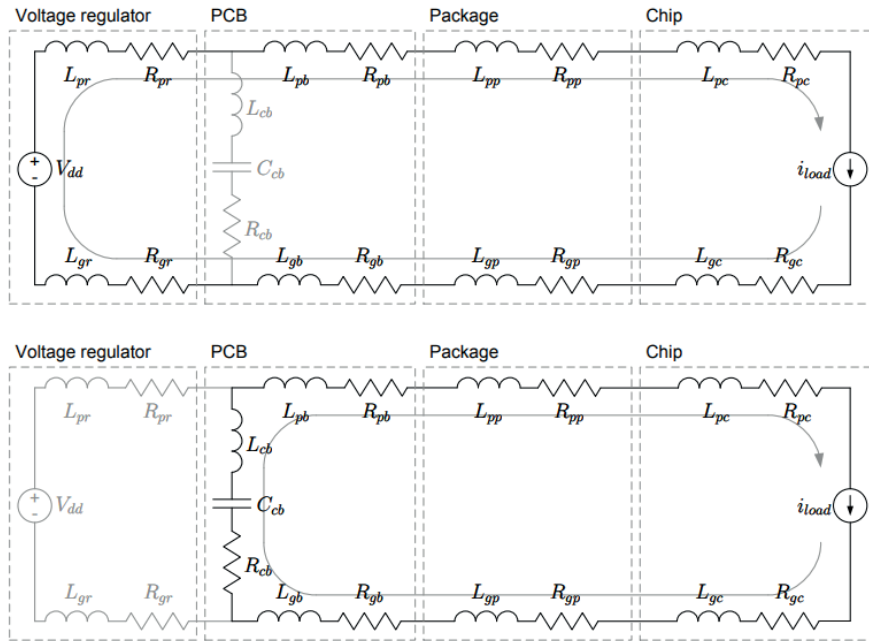 Voltage regulator PCB Package Chip
L_pr R_pr L_pb R_pb L_pp R_pp L_pc R_pc
L_cb
+
- V_dd C_cb i_load
R_cb
L_gr R_gr L_gb R_gb L_gp R_gp L_gc R_gc
Voltage regulator PCB Package Chip
L_pr R_pr L_pb R_pb L_pp R_pp L_pc R_pc
L_cb
+
- V_dd C_cb i_load
R_cb
L_gr R_gr L_gb R_gb L_gp R_gp L_gc R_gc